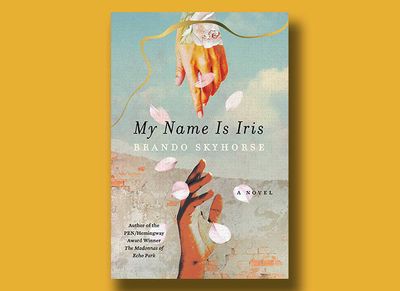 My Name Is Iris
BRANDO SKYHORSE
A NOVEL
Author of the
PEN/Hemingway
Award Winner
The Madonnas of
Echo Park